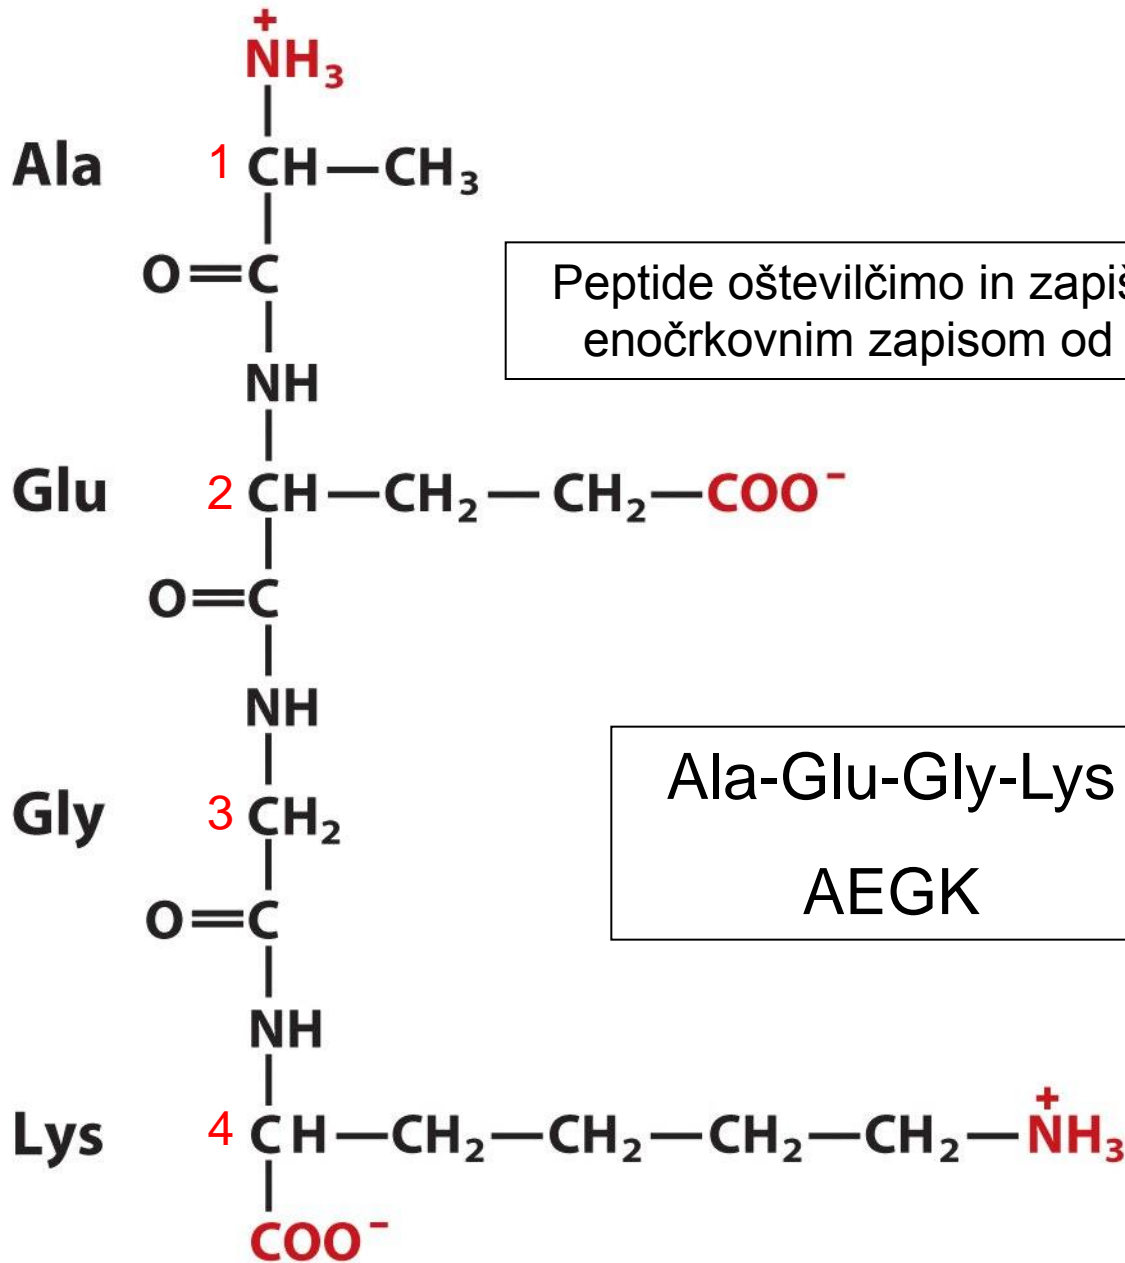 +
NH₃
Ala 1 CH—CH₃
O=C
Peptide oštevilčimo in
enočrkovnim zapisom od
NH
Glu 2 CH—CH₂—CH₂—COO⁻
O=C
NH
Ala-Glu-Gly-Lys
Gly 3 CH₂
AEGK
O=C
NH
+
Lys 4 CH—CH₂—CH₂—CH₂—CH₂—NH₃
COO⁻